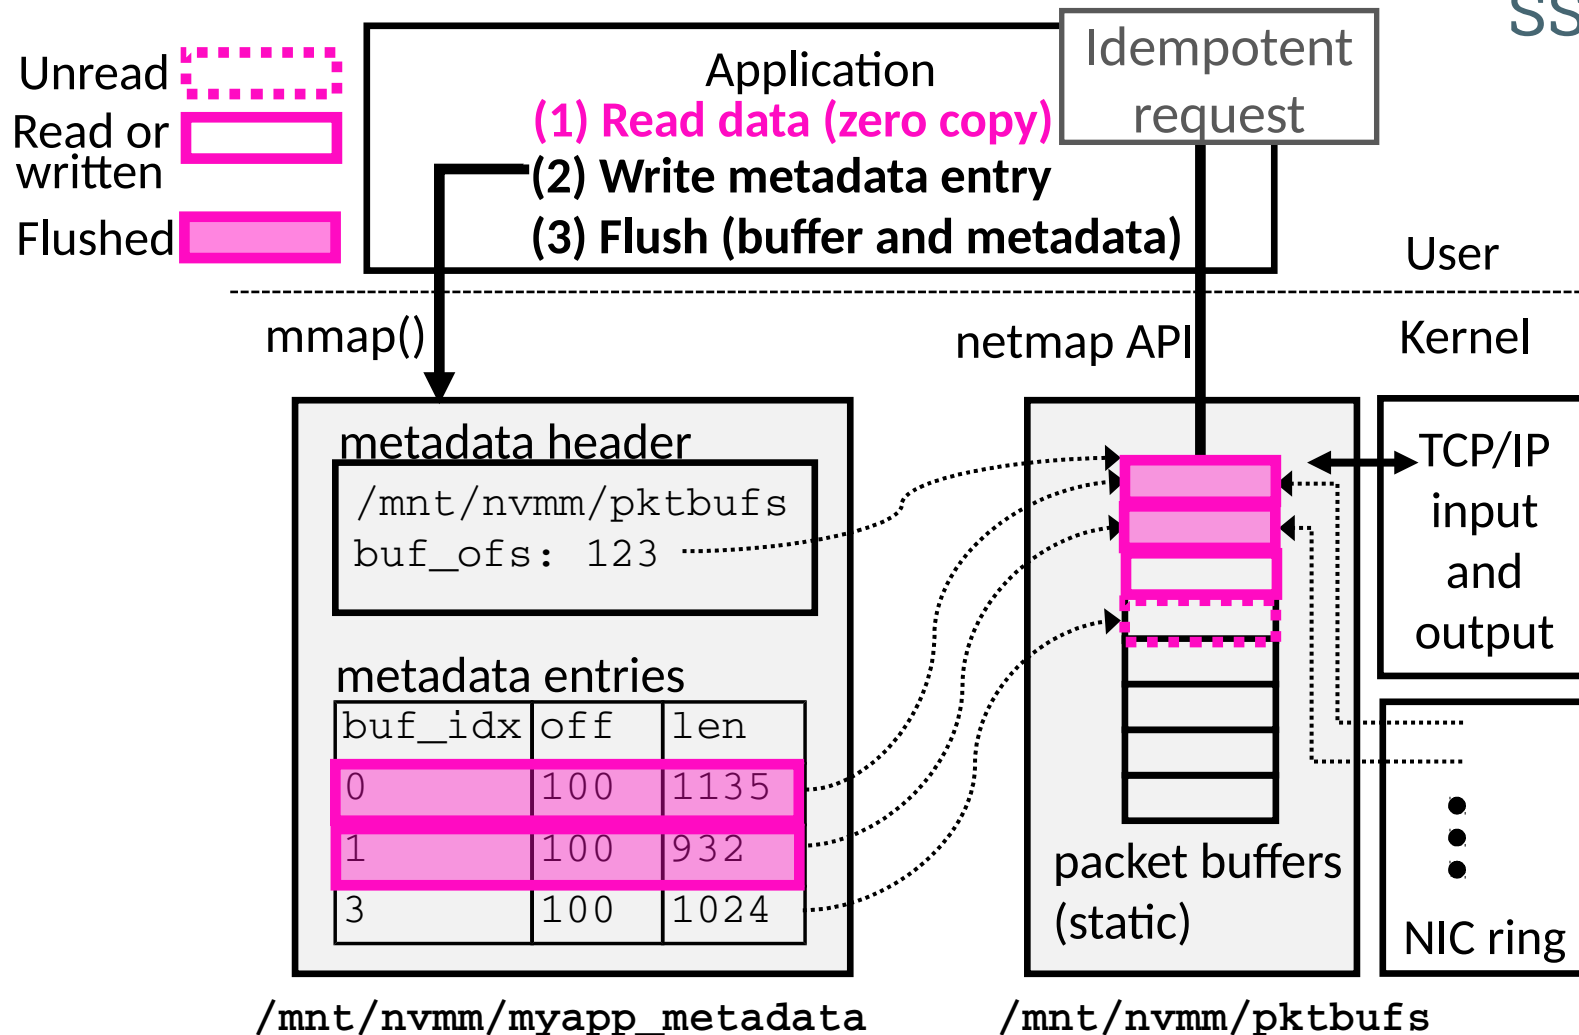 SS
Unread
Read or
written
Flushed
Application
(1) Read data (zero copy)
(2) Write metadata entry
(3) Flush (buffer and metadata)
Idempotent
request
User
Kernel
mmap()
netmap API
metadata header
/mnt/nvmm/pktbufs
buf_ofs: 123
metadata entries
buf_idx off len
0 100 1135
1 100 932
3 100 1024
/mnt/nvmm/myapp_metadata
packet buffers
(static)
/mnt/nvmm/pktbufs
TCP/IP
input
and
output
NIC ring